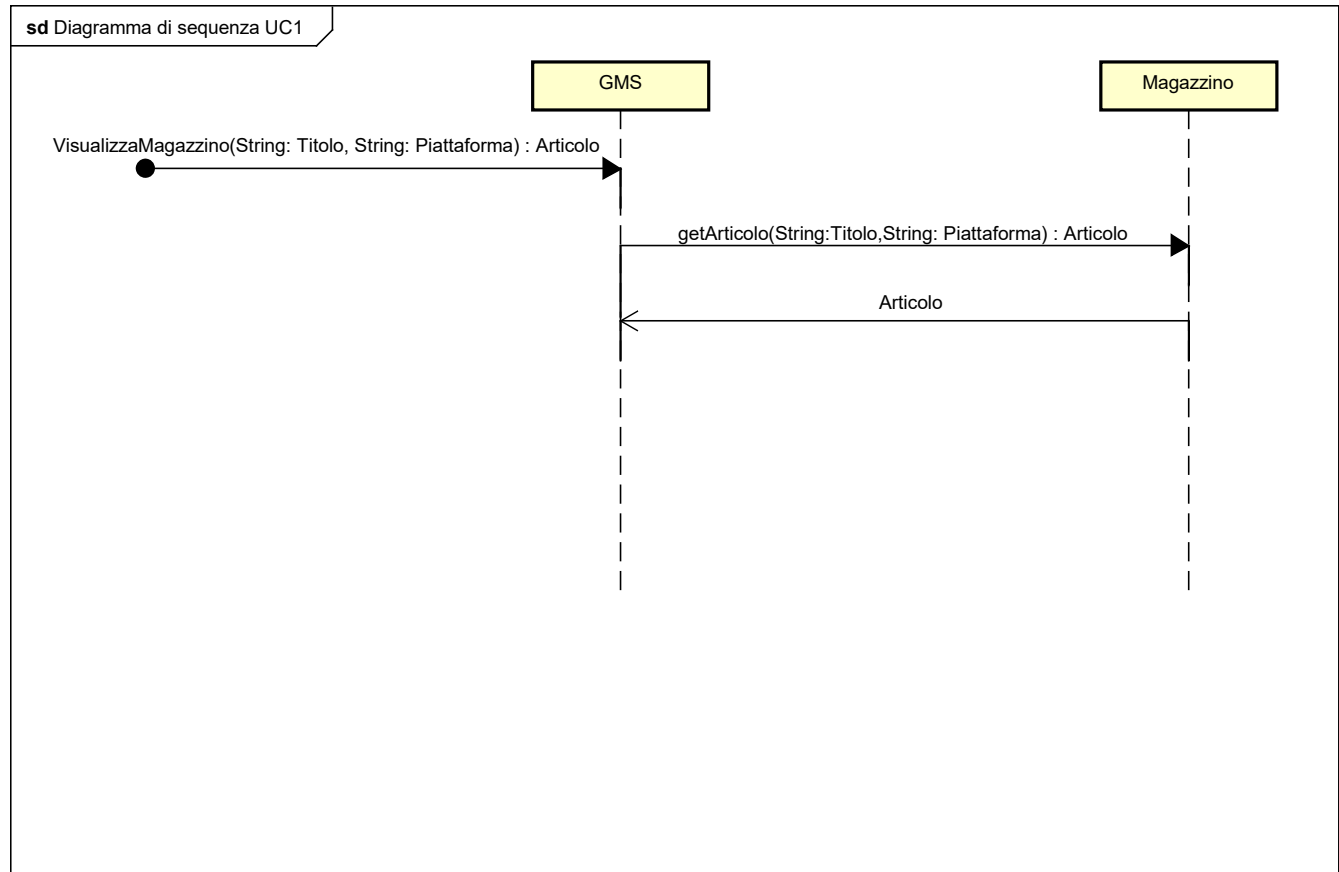 sd Diagramma di sequenza UC1
GMS
Magazzino
VisualizzaMagazzino(String: Titolo, String: Piattaforma) : Articolo
getArticolo(String:Titolo,String: Piattaforma) : Articolo
Articolo